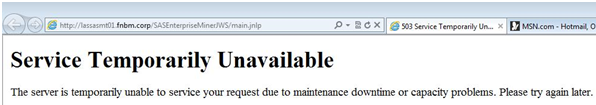 http://lassasmt01.fnbm.corp/SASEnterpriseMinerJWS/main.jnlp
503 Service Temporarily Un...
MSN.com - Hotmail, O
Service Temporarily Unavailable
The server is temporarily unable to service your request due to maintenance downtime or capacity problems. Please try again later.